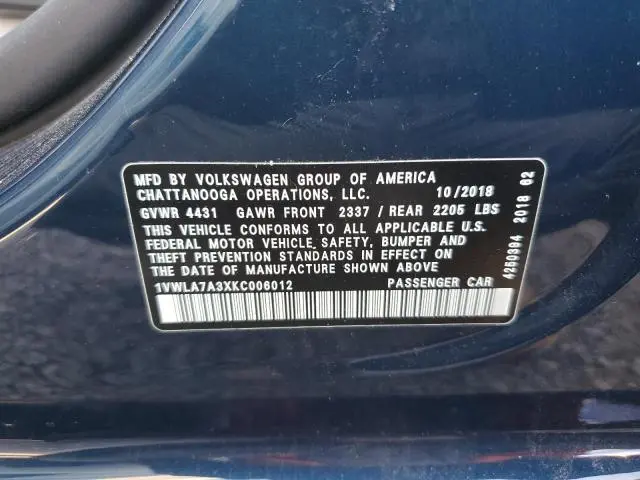 MFD BY VOLKSWAGEN GROUP OF AMERICA
CHATTANOOGA OPERATIONS, LLC. 10/2018
GVWR 4431 GAWR FRONT 2337 / REAR 2205 LBS
THIS VEHICLE CONFORMS TO ALL APPLICABLE U.S.
FEDERAL MOTOR VEHICLE SAFETY, BUMPER AND
THEFT PREVENTION STANDARDS IN EFFECT ON
THE DATE OF MANUFACTURE SHOWN ABOVE.
1VWLA7A3XKC006012 PASSENGER CAR
4250394 2018 62